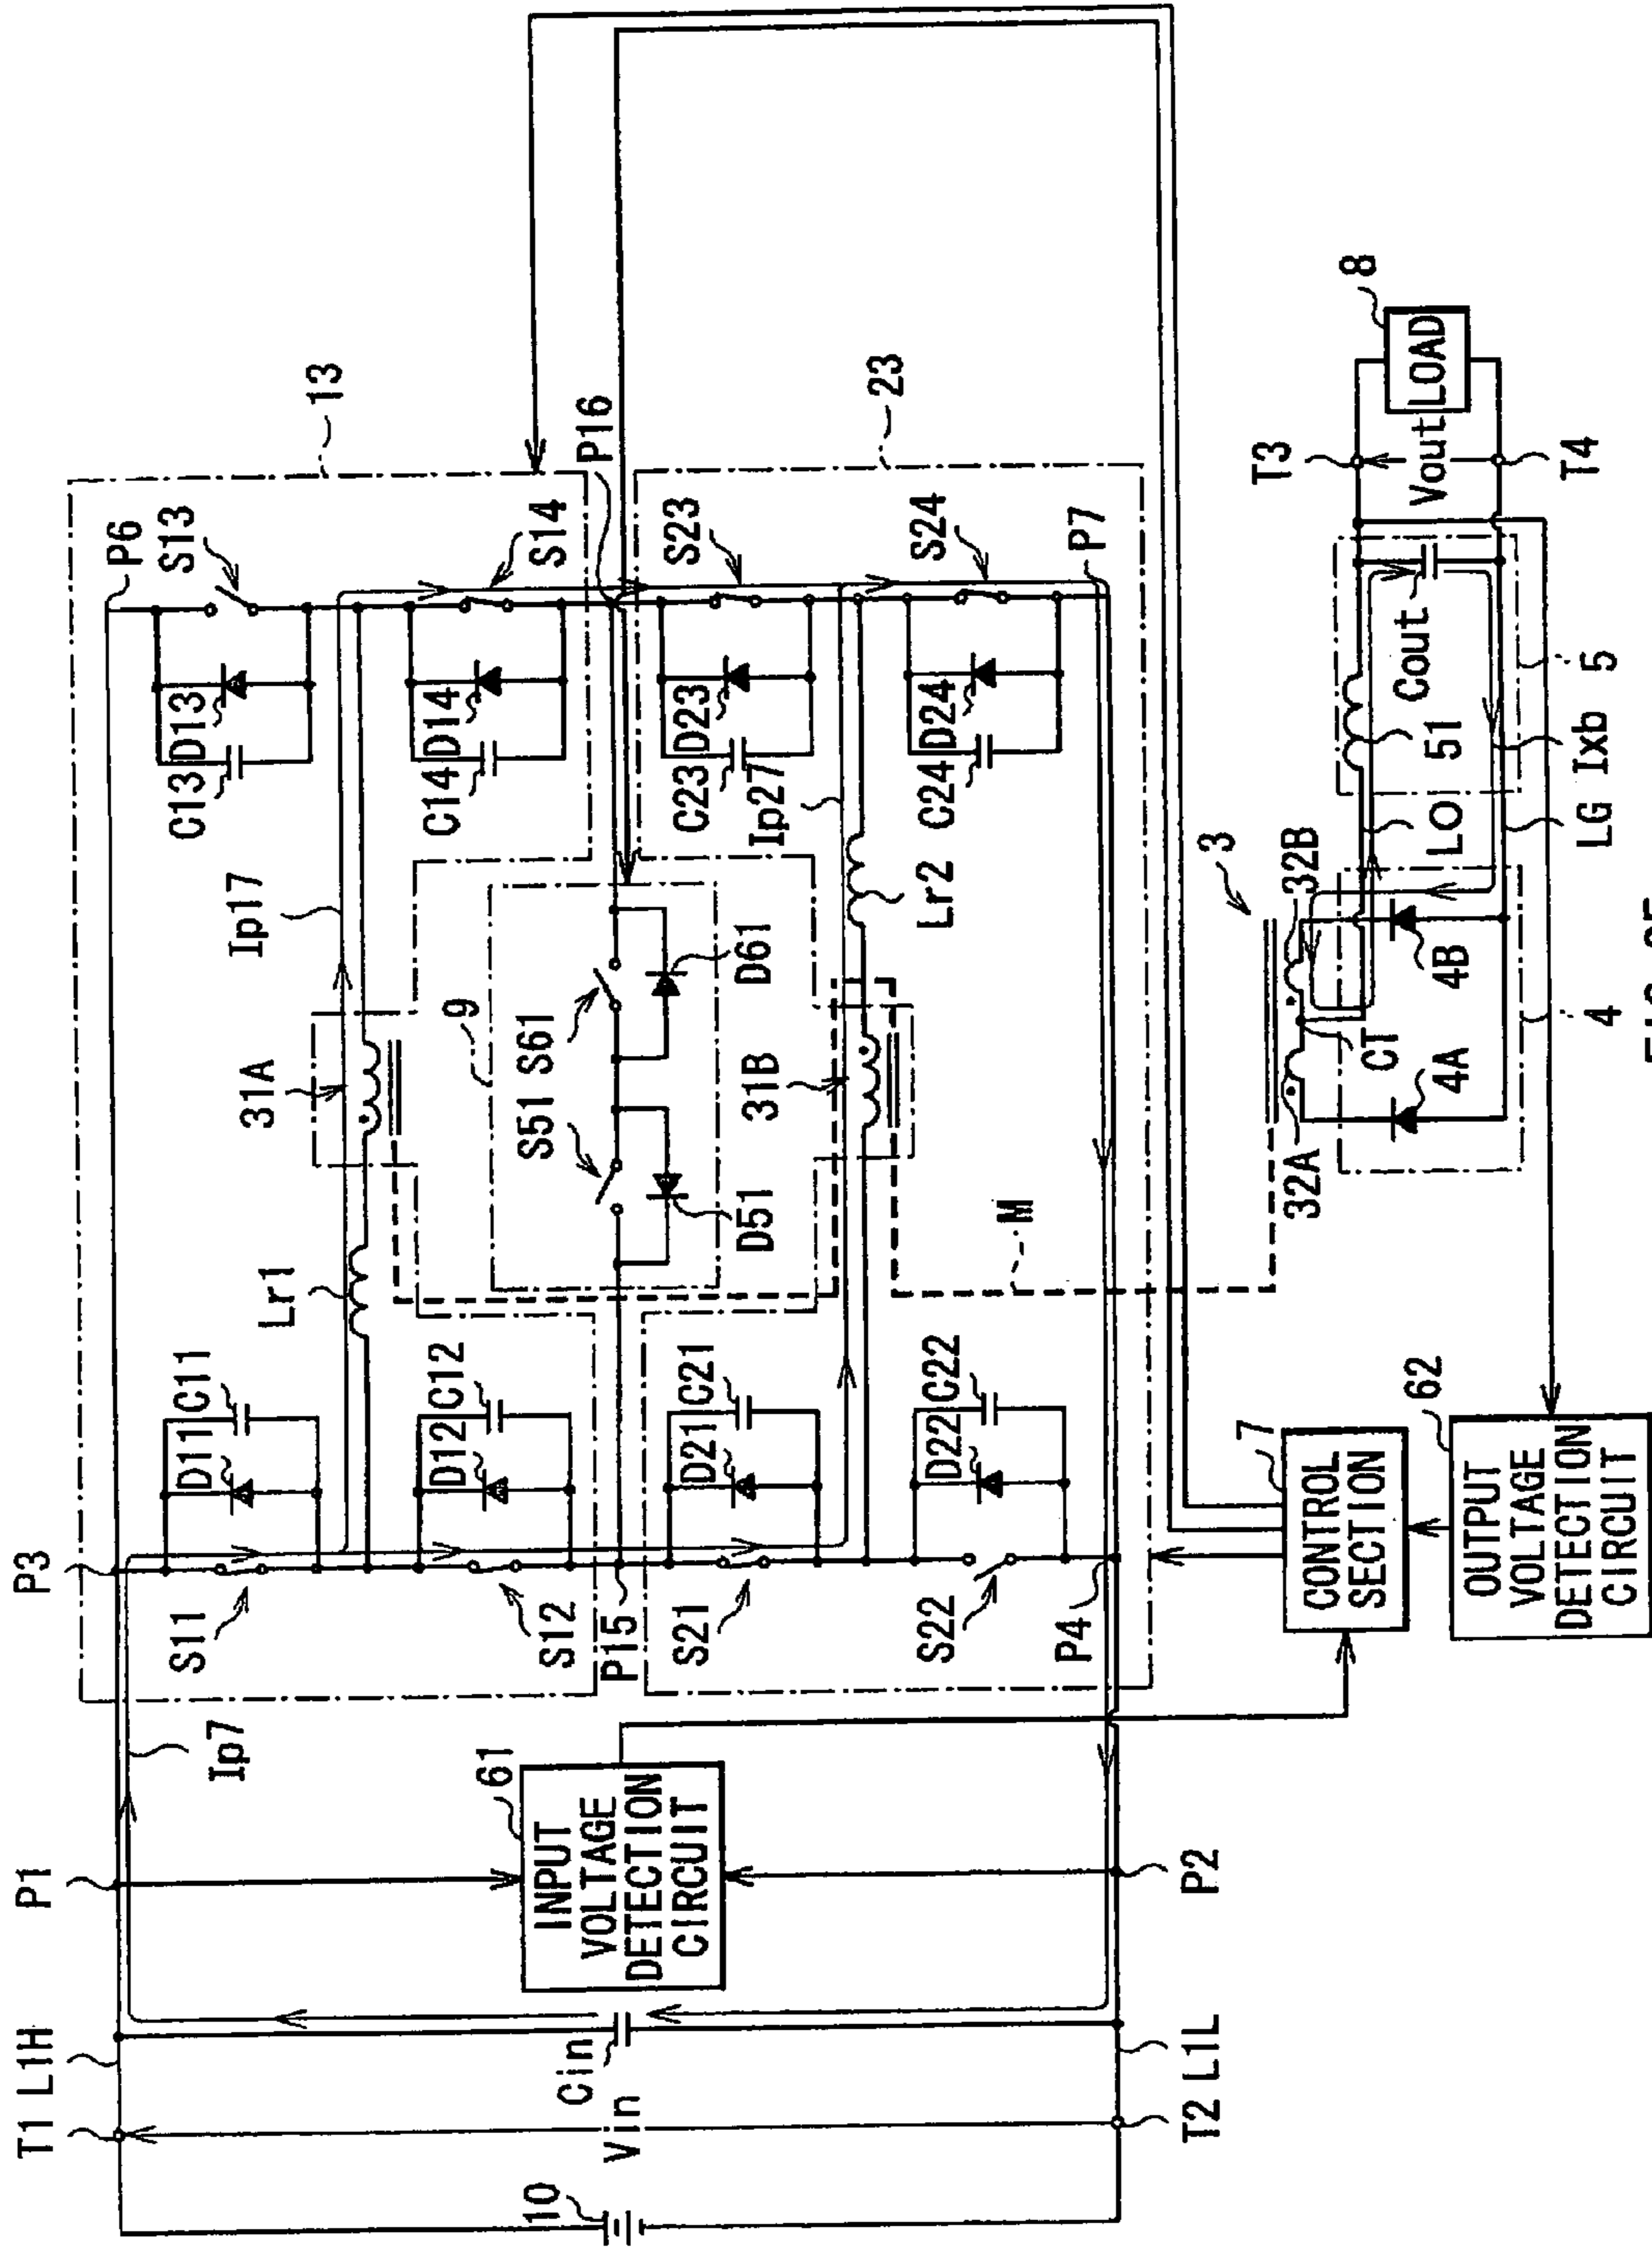 13
P3
P6
S11
D11
C11
Lr1
31A
Ip17
C13
D13
S13
S12
D12
C12
C14
D14
S14
P15
9
S51
S61
D51
D61
P16
23
S21
D21
C21
31B
Ip27
C23
D23
S23
S22
D22
C22
Lr2
C24
D24
S24
P4
P7
T1
L1H
P1
Ip7
10
Vin
Cin
61
INPUT
VOLTAGE
DETECTION
CIRCUIT
T2
L1L
P2
M
3
7
CONTROL
SECTION
62
OUTPUT
VOLTAGE
DETECTION
CIRCUIT
32A
CT
32B
4A
4B
4
LO
51
Cout
5
LG
Ixb
T3
Vout
T4
8
LOAD